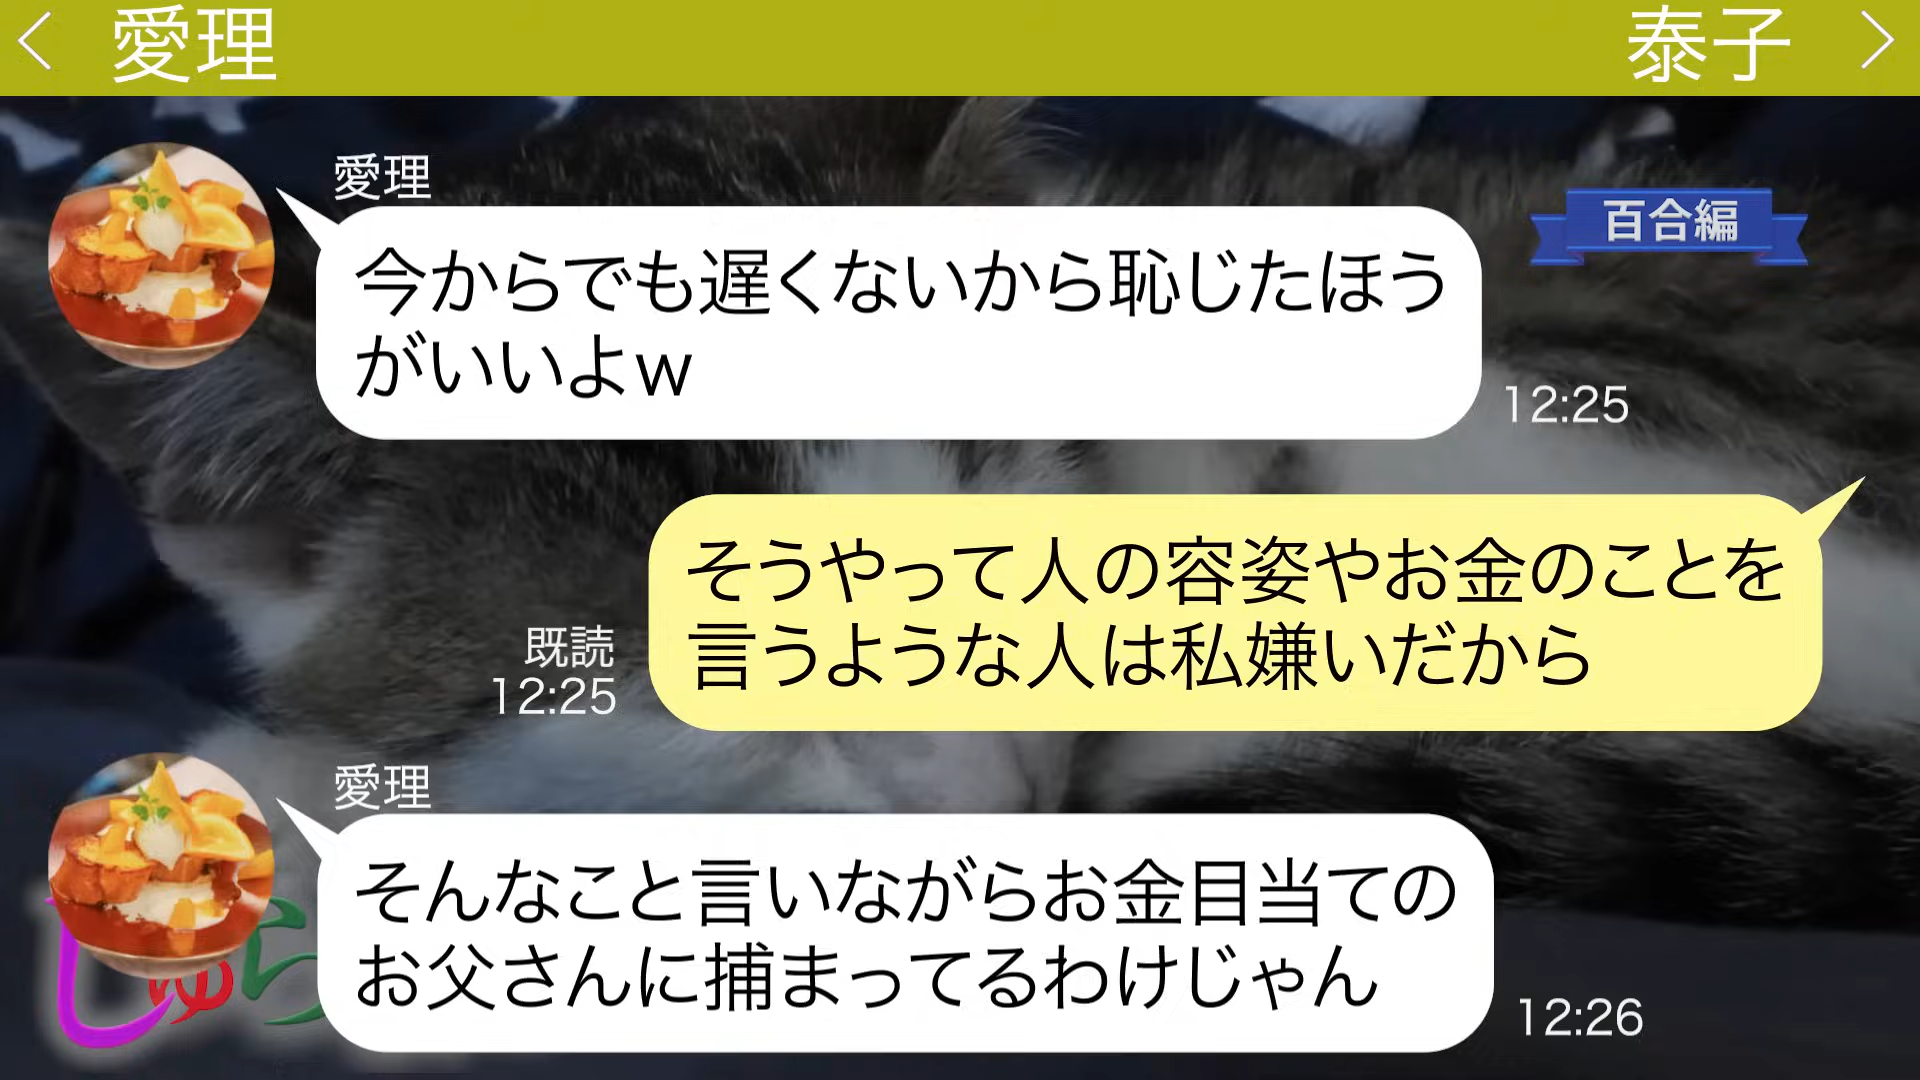 愛理
泰子
愛理
百合編
今からでも遅くないから恥じたほう
がいいよw
12:25
そうやって人の容姿やお金のことを
言うような人は私嫌いだから
既読
12:25
愛理
そんなこと言いながらお金目当ての
お父さんに捕まってるわけじゃん
12:26
しゅら